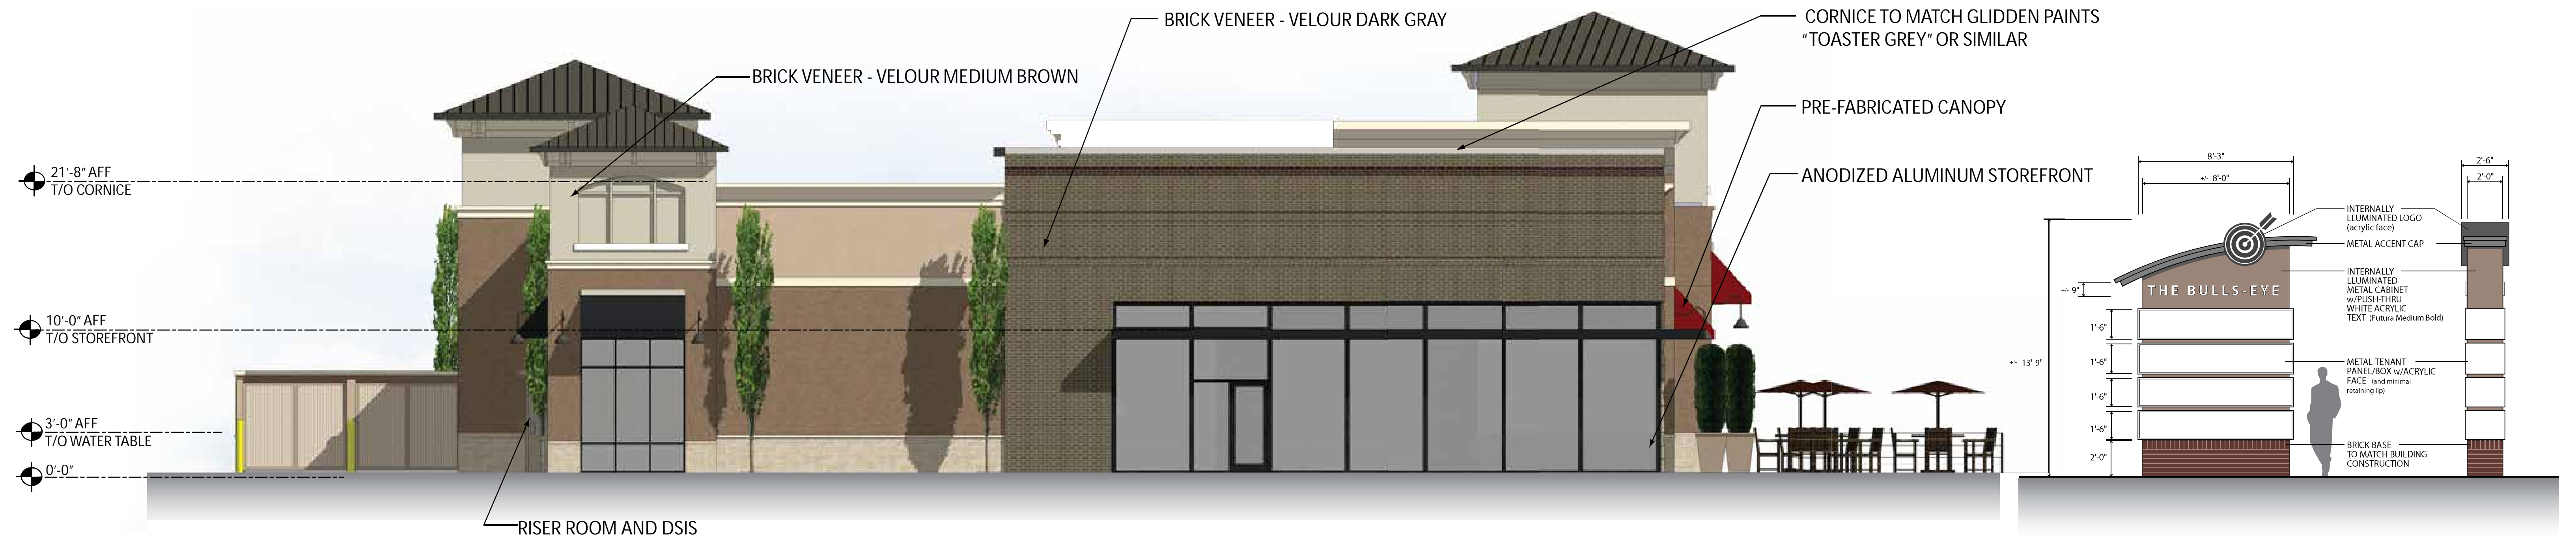 BRICK VENEER - VELOUR DARK GRAY
CORNICE TO MATCH GLIDDEN PAINTS
“TOASTER GREY” OR SIMILAR
BRICK VENEER - VELOUR MEDIUM BROWN
PRE-FABRICATED CANOPY
ANODIZED ALUMINUM STOREFRONT
21’-8” AFF
T/O CORNICE
10’-0” AFF
T/O STOREFRONT
3’-0” AFF
T/O WATER TABLE
0’-0”
RISER ROOM AND DSIS
8'-3"
+/- 8'-0"
2'-6"
2'-0"
INTERNALLY
LLUMINATED LOGO
(acrylic face)
METAL ACCENT CAP
INTERNALLY
LLUMINATED
METAL CABINET
w/PUSH-THRU
WHITE ACRYLIC
TEXT (Futura Medium Bold)
THE BULLS-EYE
+/- 9"
1'-6"
1'-6"
1'-6"
1'-6"
2'-0"
+/- 13' 9"
METAL TENANT
PANEL/BOX w/ACRYLIC
FACE (and minimal
retaining lip)
BRICK BASE
TO MATCH BUILDING
CONSTRUCTION